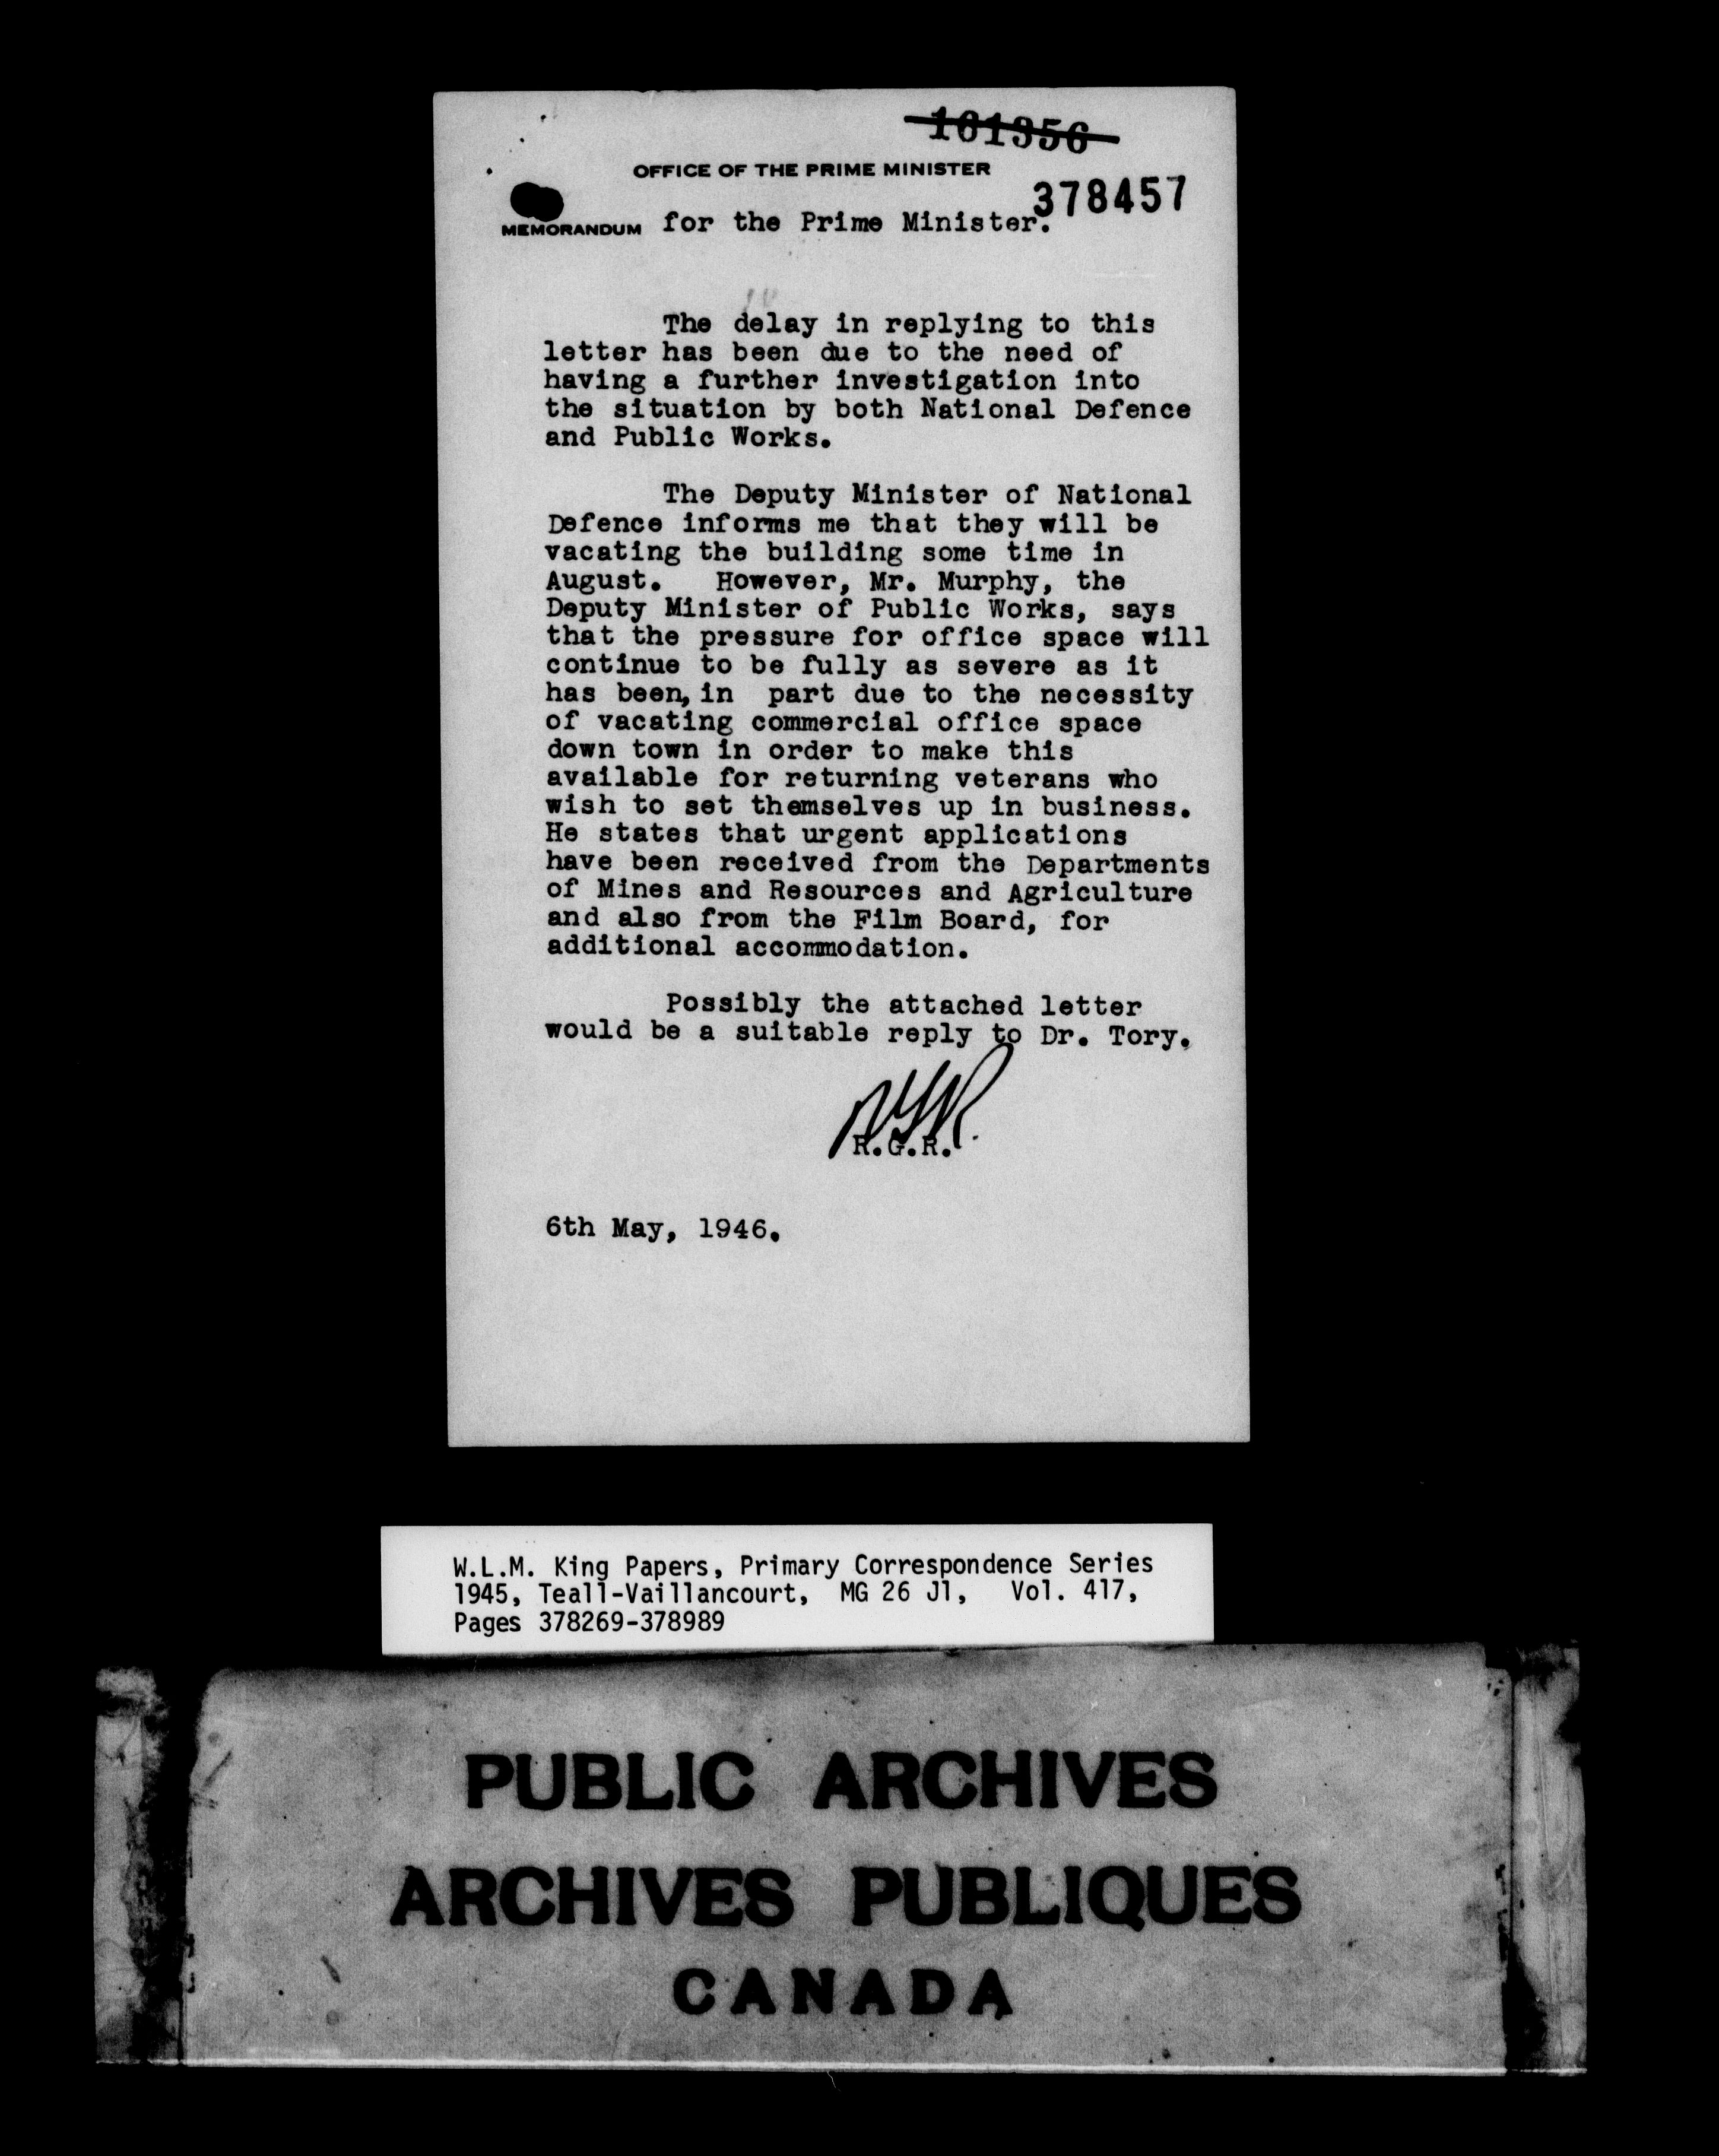 161356
OFFICE OF THE PRIME MINISTER
378457
MEMORANDUM for the Prime Minister.
The delay in replying to this
letter has been due to the need of
having a further investigation into
the situation by both National Defence
and Public Works.
The Deputy Minister of National
Defence informs me that they will be
vacating the building some time in
August. However, Mr. Murphy, the
Deputy Minister of Public Works, says
that the pressure for office space will
continue to be fully as severe as it
has been, in part due to the necessity
of vacating commercial office space
down town in order to make this
available for returning veterans who
wish to set themselves up in business.
He states that urgent applications
have been received from the Departments
of Mines and Resources and Agriculture
and also from the Film Board, for
additional accommodation.
Possibly the attached letter
would be a suitable reply to Dr. Tory.
RGR.
R.G.R.
6th May, 1946.
W.L.M. King Papers, Primary Correspondence Series
1945, Teall-Vaillancourt, MG 26 J1, Vol. 417,
Pages 378269-378989
PUBLIC ARCHIVES
ARCHIVES PUBLIQUES
CANADA